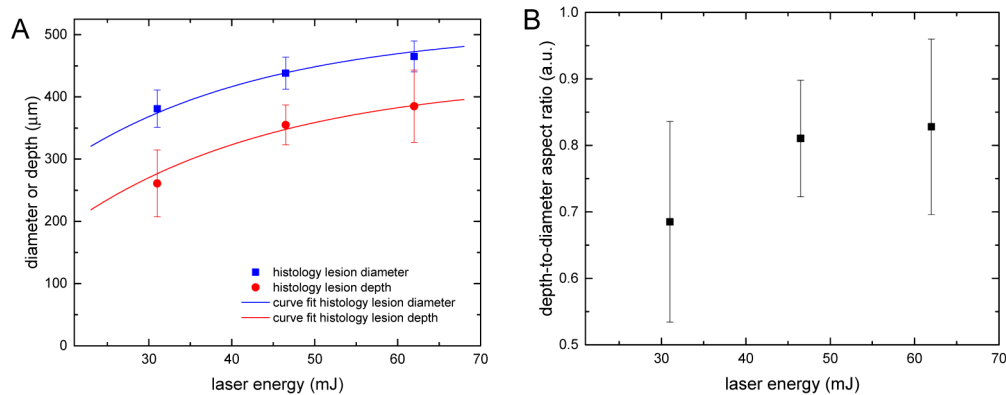 A
500
400
300
200
100
0
30
40
50
60
70
diameter or depth (µm)
laser energy (mJ)
histology lesion diameter
histology lesion depth
curve fit histology lesion diameter
curve fit histology lesion depth
B
1.0
0.9
0.8
0.7
0.6
0.5
30
40
50
60
70
depth-to-diameter aspect ratio (a.u.)
laser energy (mJ)